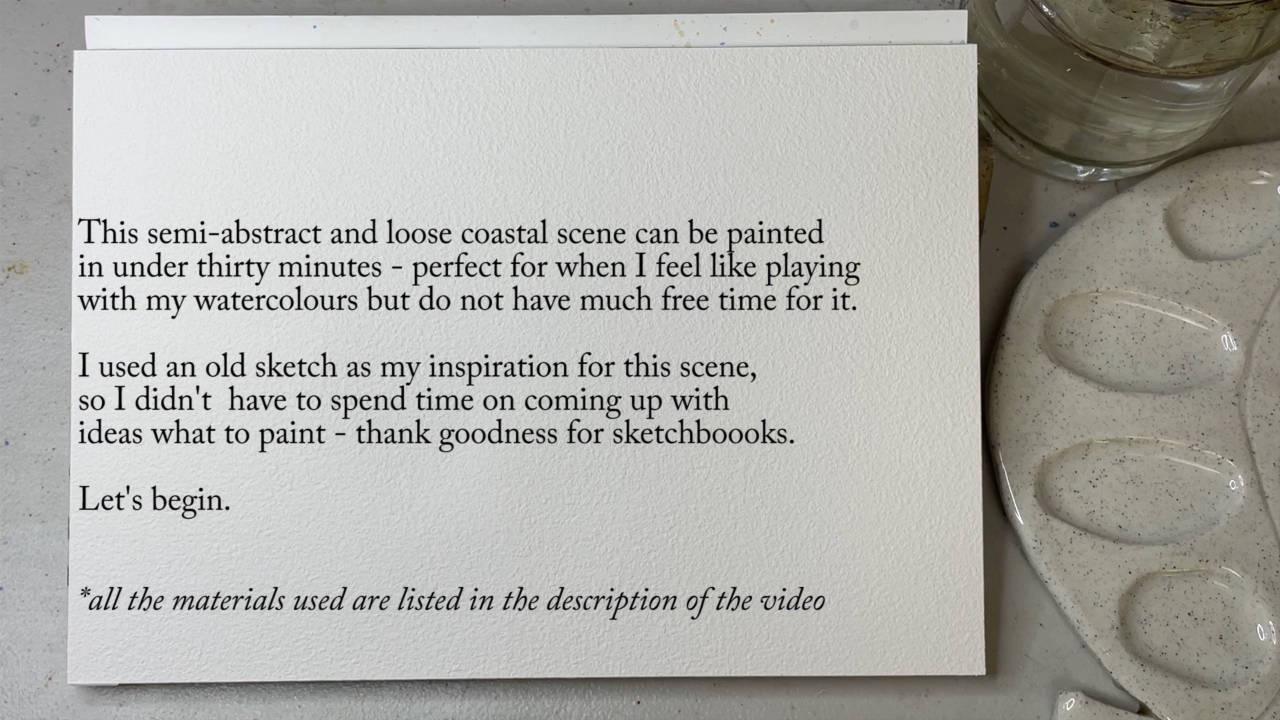 This semi-abstract and loose coastal scene can be painted
in under thirty minutes - perfect for when I feel like playing
with my watercolours but do not have much free time for it.
I used an old sketch as my inspiration for this scene,
so I didn't  have to spend time on coming up with
ideas what to paint - thank goodness for sketchboooks.
Let's begin.
*all the materials used are listed in the description of the video